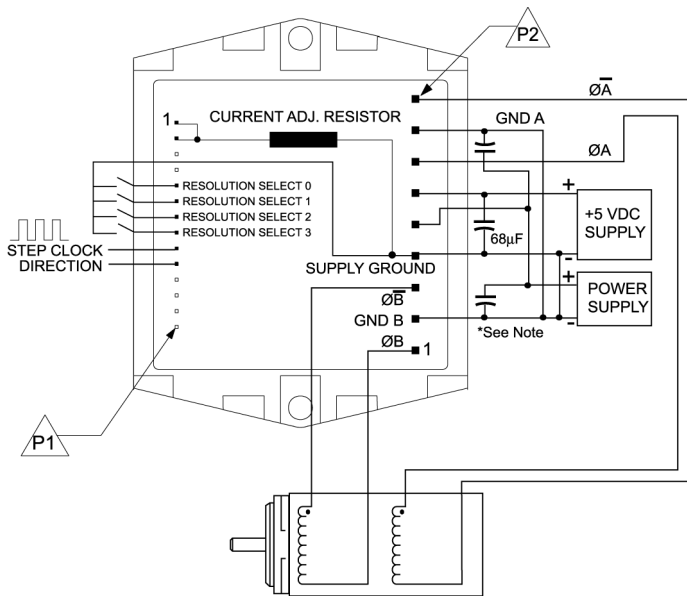 P2
ØA̅
1
CURRENT ADJ. RESISTOR
GND A
ØA
RESOLUTION SELECT 0
RESOLUTION SELECT 1
RESOLUTION SELECT 2
RESOLUTION SELECT 3
+
+5 VDC
SUPPLY
-
68µF
STEP CLOCK
DIRECTION
SUPPLY GROUND
ØB̅
+
POWER
SUPPLY
-
GND B
*See Note
ØB
1
P1